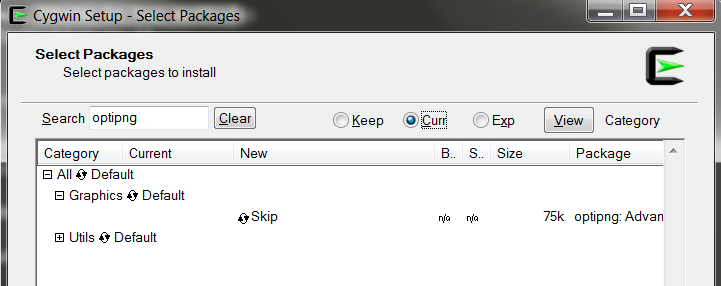 Cygwin Setup - Select Packages
Select Packages
Select packages to install
Search optipng Clear Keep Curr Exp View Category
Category Current New B.. S.. Size Package
All Default
Graphics Default
Skip n/a n/a 75k optipng: Advan
Utils Default